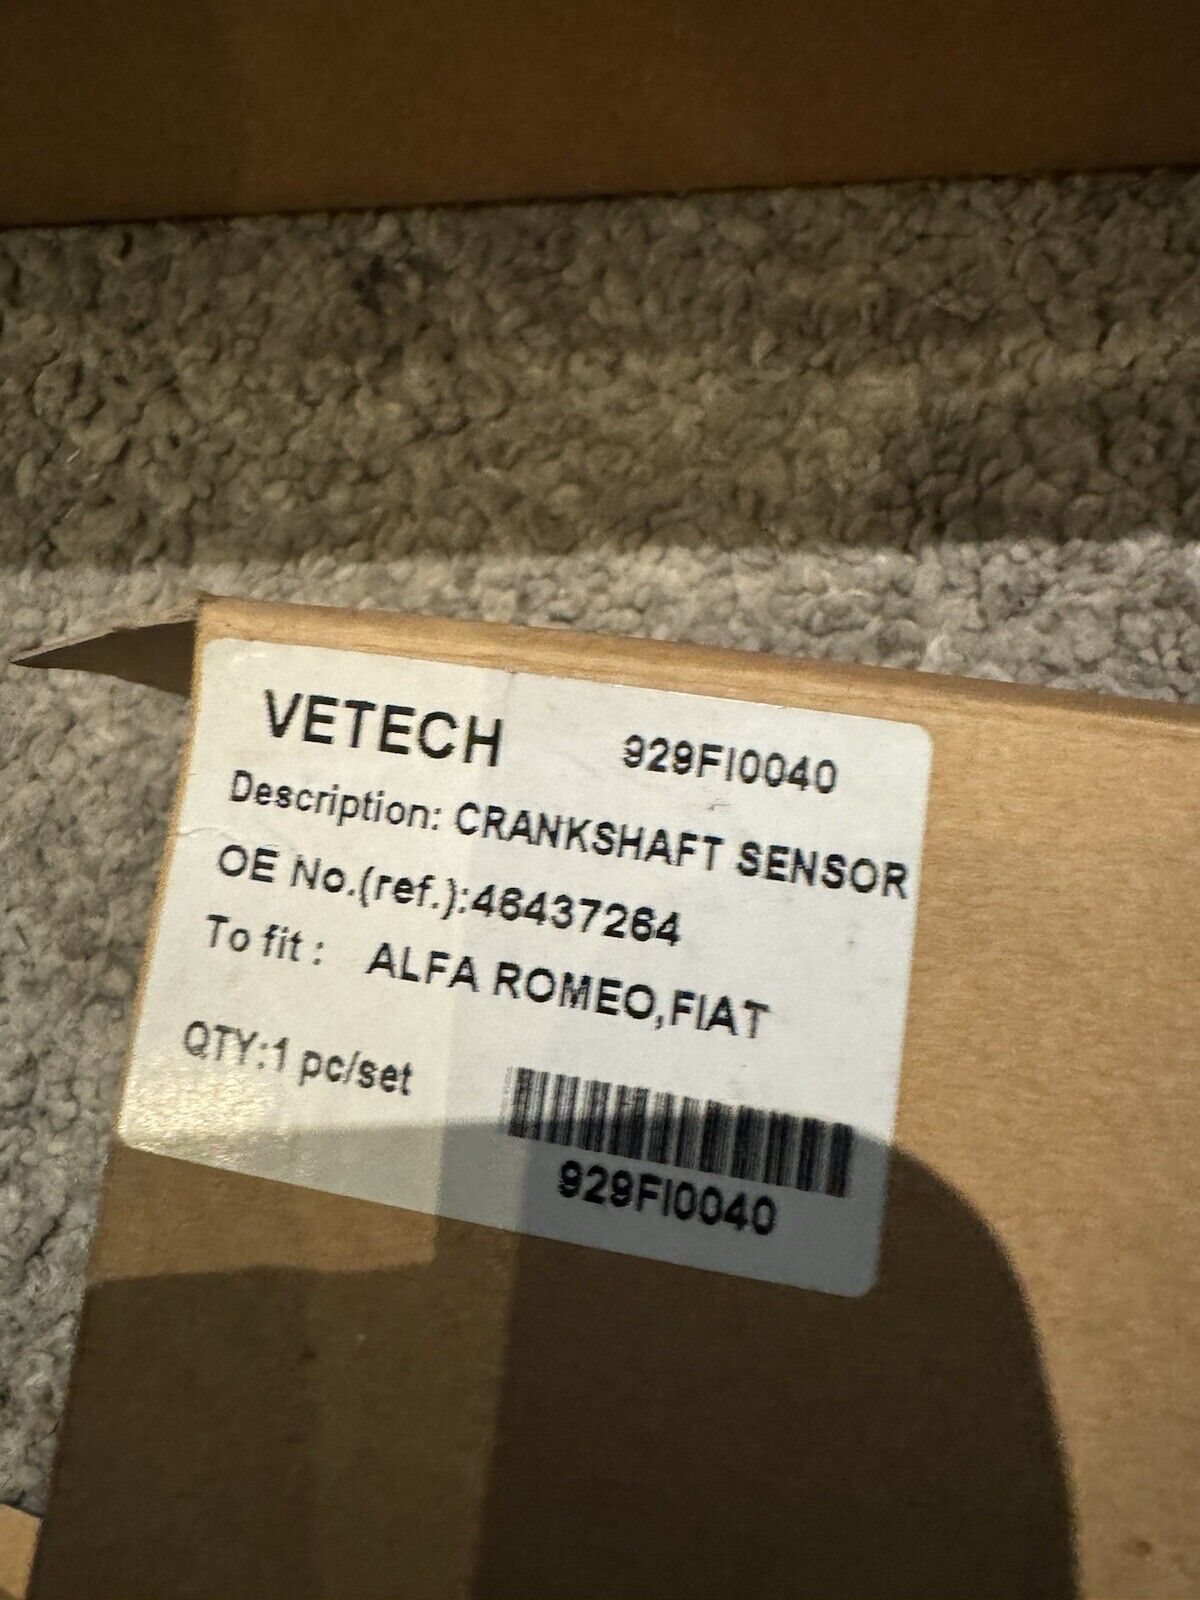 VETECH 929FI0040
Description: CRANKSHAFT SENSOR
OE No.(ref.):46437264
To fit : ALFA ROMEO,FIAT
QTY:1 pc/set
929FI0040